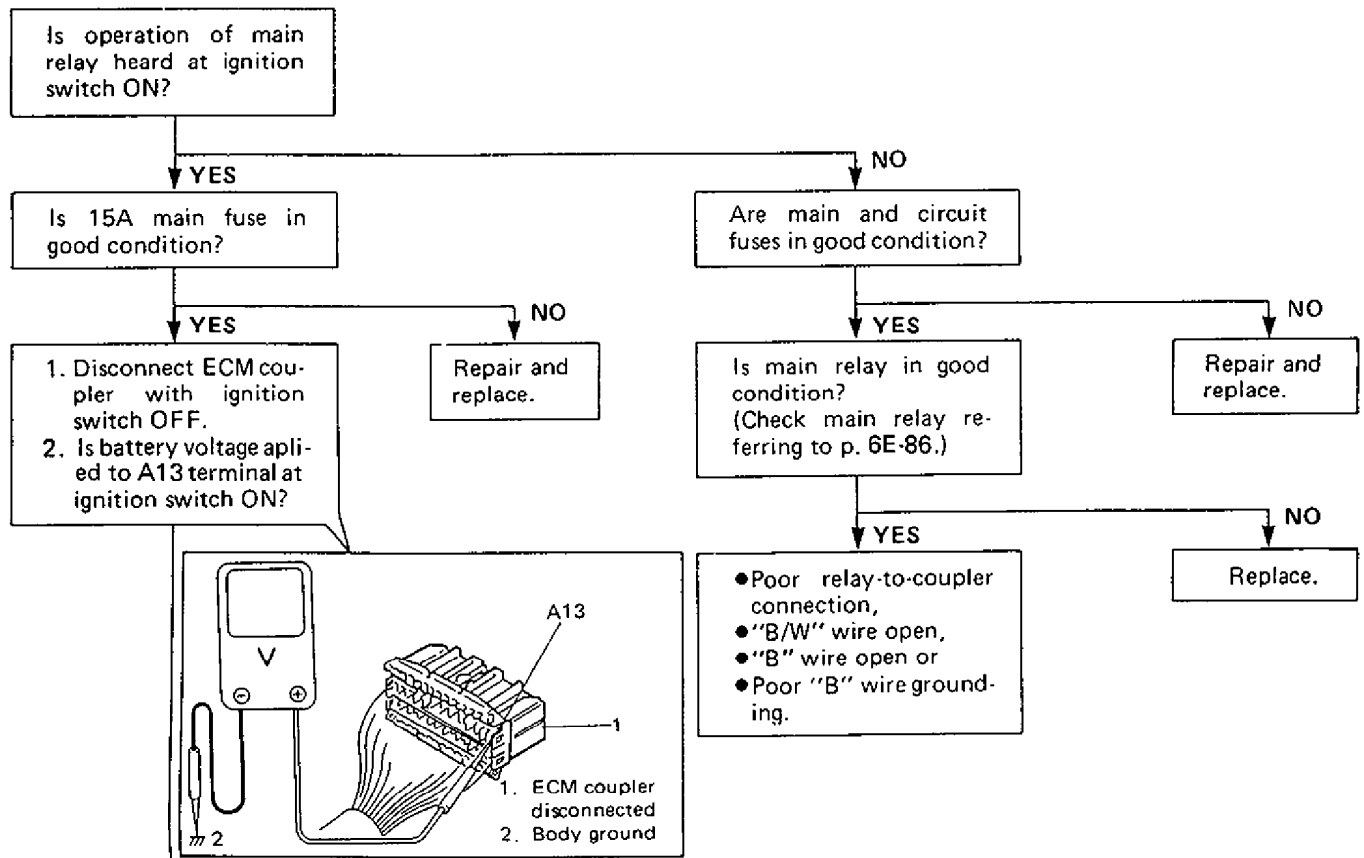 Is operation of main
relay heard at ignition
switch ON?
YES
NO
Is 15A main fuse in
good condition?
Are main and circuit
fuses in good condition?
YES
NO
YES
NO
1. Disconnect ECM cou-
pler with ignition
switch OFF.
2. Is battery voltage apli-
ed to A13 terminal at
ignition switch ON?
Repair and
replace.
Is main relay in good
condition?
(Check main relay re-
ferring to p. 6E-86.)
Repair and
replace.
YES
NO
●Poor relay-to-coupler
connection,
●"B/W" wire open,
●"B" wire open or
●Poor "B" wire ground-
ing.
Replace.
A13
V
⊖ ⊕
1
2
1. ECM coupler
disconnected
2. Body ground